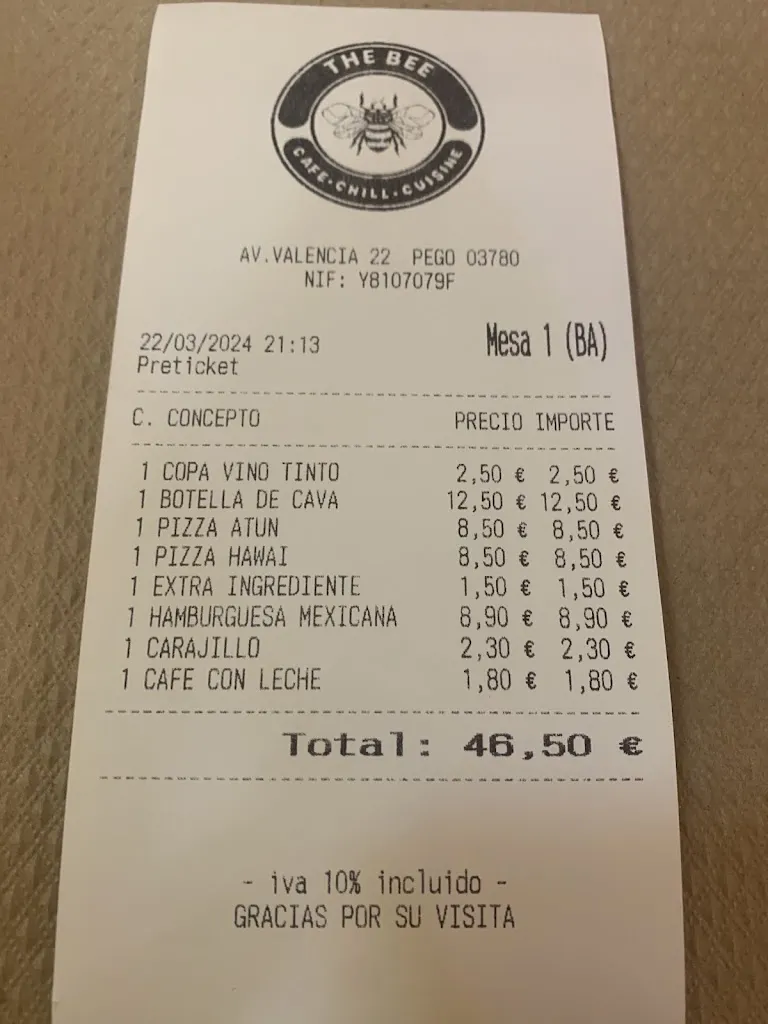 THE BEE
CAFE·CHILL·CUISINE
AV.VALENCIA 22 PEGO 03780
NIF: Y8107079F
22/03/2024 21:13 Mesa 1 (BA)
Preticket
C. CONCEPTO PRECIO IMPORTE
1 COPA VINO TINTO 2,50 € 2,50 €
1 BOTELLA DE CAVA 12,50 € 12,50 €
1 PIZZA ATUN 8,50 € 8,50 €
1 PIZZA HAWAI 8,50 € 8,50 €
1 EXTRA INGREDIENTE 1,50 € 1,50 €
1 HAMBURGUESA MEXICANA 8,90 € 8,90 €
1 CARAJILLO 2,30 € 2,30 €
1 CAFE CON LECHE 1,80 € 1,80 €
Total: 46,50 €
- iva 10% incluido -
GRACIAS POR SU VISITA